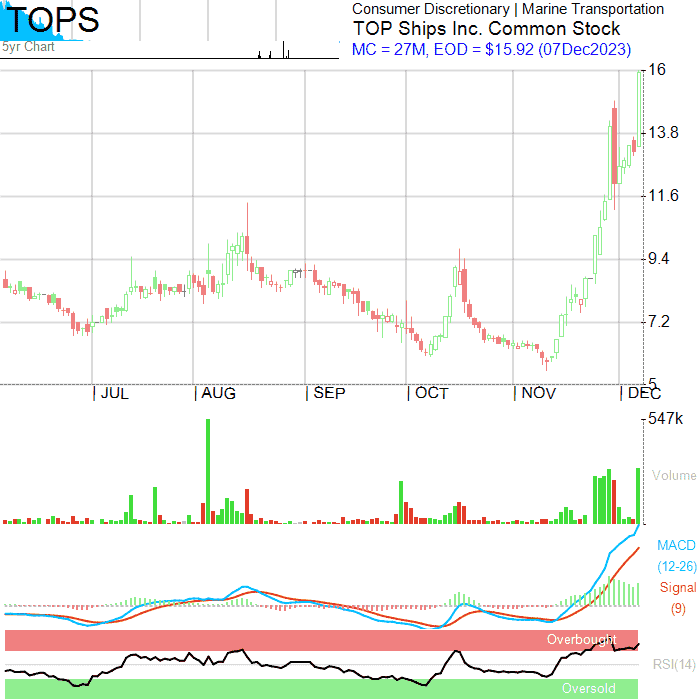 TOPS
5yr Chart
Consumer Discretionary | Marine Transportation
TOP Ships Inc. Common Stock
MC = 27M, EOD = $15.92 (07Dec2023)
16
13.8
11.6
9.4
7.2
5
JUL AUG SEP OCT NOV DEC
547k
Volume
MACD
(12-26)
Signal
(9)
Overbought
RSI(14)
Oversold